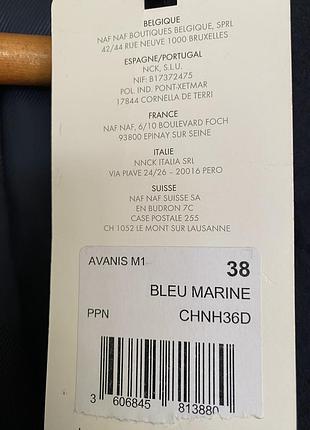 BELGIQUE
NAF NAF BOUTIQUES BELGIQUE, SPRL
42/44 RUE NEUVE 1000 BRUXELLES
ESPAGNE/PORTUGAL
NCK, S.L.U.
NIF: B17372475
POL. IND. PONT-XETMAR
17844 CORNELLA DE TERRI
FRANCE
NAF NAF, 6/10 BOULEVARD FOCH
93800 EPINAY SUR SEINE
ITALIE
NNCK ITALIA SRL
VIA PIAVE 24/26 - 20016 PERO
SUISSE
NAF NAF SUISSE SA
EN BUDRON 7C
CASE POSTALE 255
CH 1052 LE MONT SUR LAUSANNE
AVANIS M1 38
BLEU MARINE
PPN CHNH36D
3 606845 813880